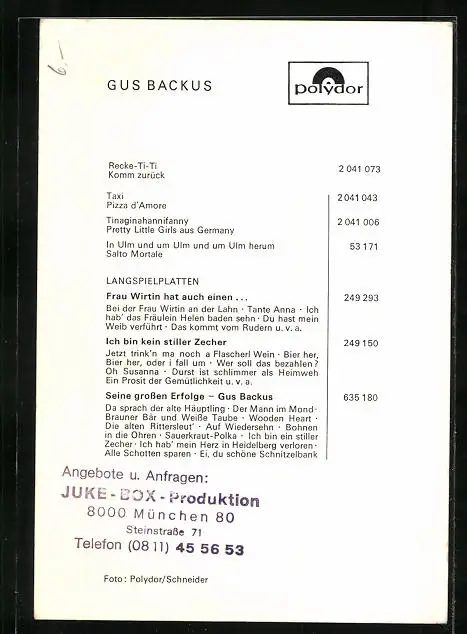 6.–
GUS BACKUS
polydor
Recke-Ti-Ti
Komm zurück 2 041 073
Taxi 2 041 043
Pizza d'Amore
Tinaginahannifanny 2 041 006
Pretty Little Girls aus Germany
In Ulm und um Ulm und um Ulm herum 53 171
Salto Mortale
LANGSPIELPLATTEN
Frau Wirtin hat auch einen ... 249 293
Bei der Frau Wirtin an der Lahn · Tante Anna · Ich
hab' das Fräulein Helen baden sehn · Du hast mein
Weib verführt · Das kommt vom Rudern u. v. a.
Ich bin kein stiller Zecher 249 150
Jetzt trink'n ma noch a Flascherl Wein · Bier her,
Bier her, oder i fall um · Wer soll das bezahlen?
Oh Susanna · Durst ist schlimmer als Heimweh
Ein Prosit der Gemütlichkeit u. v. a.
Seine großen Erfolge – Gus Backus 635 180
Da sprach der alte Häuptling · Der Mann im Mond ·
Brauner Bär und Weiße Taube · Wooden Heart ·
Die alten Rittersleut' · Auf Wiedersehn · Bohnen
in die Ohren · Sauerkraut-Polka · Ich bin ein stiller
Zecher · Ich hab' mein Herz in Heidelberg verloren ·
Alle Schotten sparen · Ei, du schöne Schnitzelbank
Angebote u. Anfragen:
JUKE-BOX-Produktion
8000 München 80
Steinstraße 71
Telefon (0811) 45 56 53
Foto: Polydor/Schneider